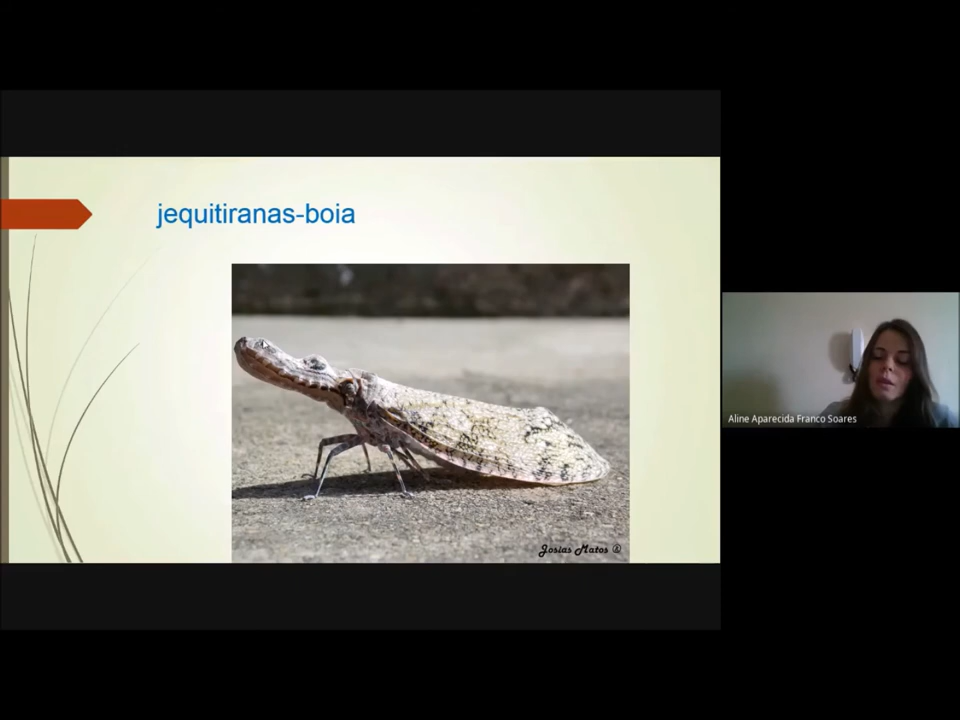 jequitiranas-boia
Josias Matos ®
Aline Aparecida Franco Soares